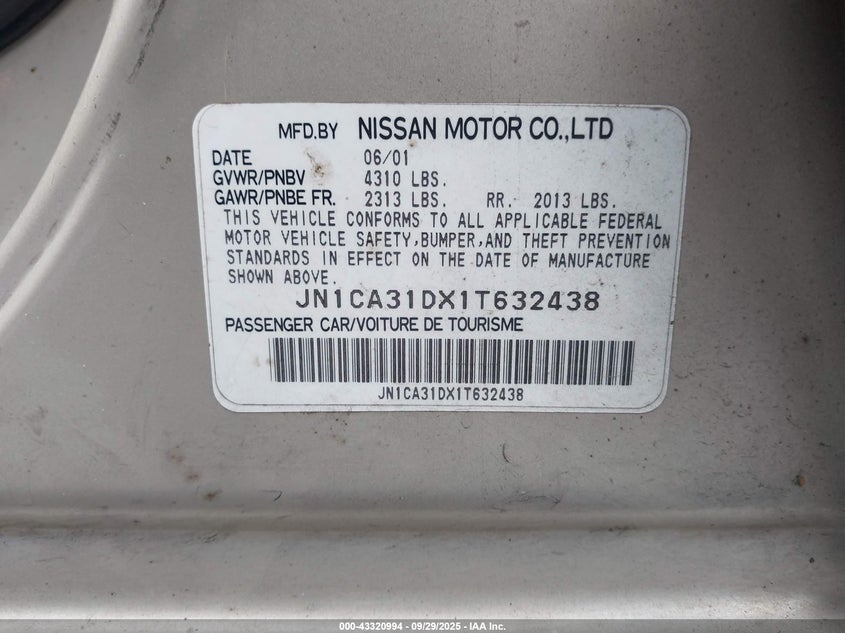 MFD.BY NISSAN MOTOR CO.,LTD
DATE 06/01
GVWR/PNBV 4310 LBS.
GAWR/PNBE FR. 2313 LBS. RR. 2013 LBS.
THIS VEHICLE CONFORMS TO ALL APPLICABLE FEDERAL
MOTOR VEHICLE SAFETY,BUMPER,AND THEFT PREVENTION
STANDARDS IN EFFECT ON THE DATE OF MANUFACTURE
SHOWN ABOVE.
JN1CA31DX1T632438
PASSENGER CAR/VOITURE DE TOURISME
JN1CA31DX1T632438
000-43320994 - 09/29/2025 - IAA Inc.